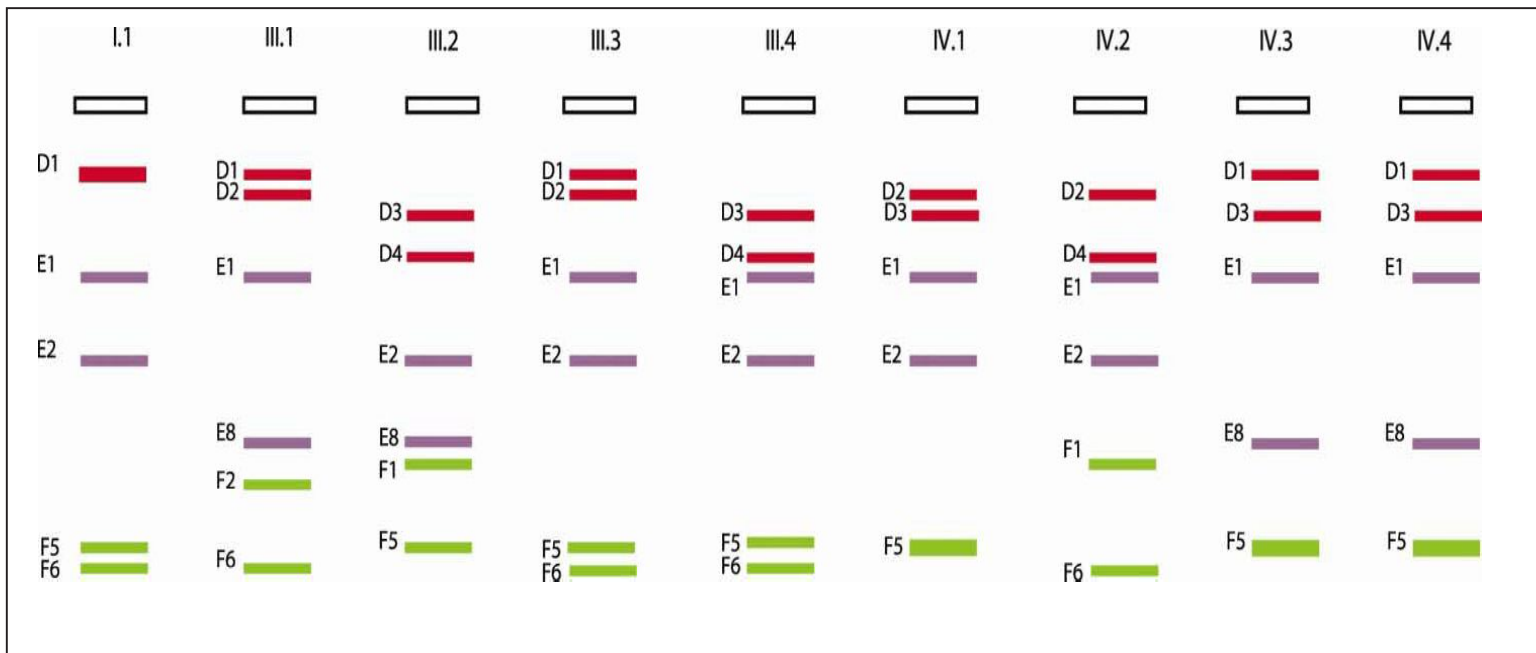 I.1 III.1 III.2 III.3 III.4 IV.1 IV.2 IV.3 IV.4
D1 D1 D1 D1 D1
D2 D2 D2 D2
D3 D3 D3 D3 D3
D4 D4 D4
E1 E1 E1 E1 E1 E1
E1 E1
E2 E2 E2 E2 E2 E2
E8 E8 E8 E8
F1 F1
F2
F5 F5 F5 F5 F5 F5 F5
F6 F6 F6 F6 F6